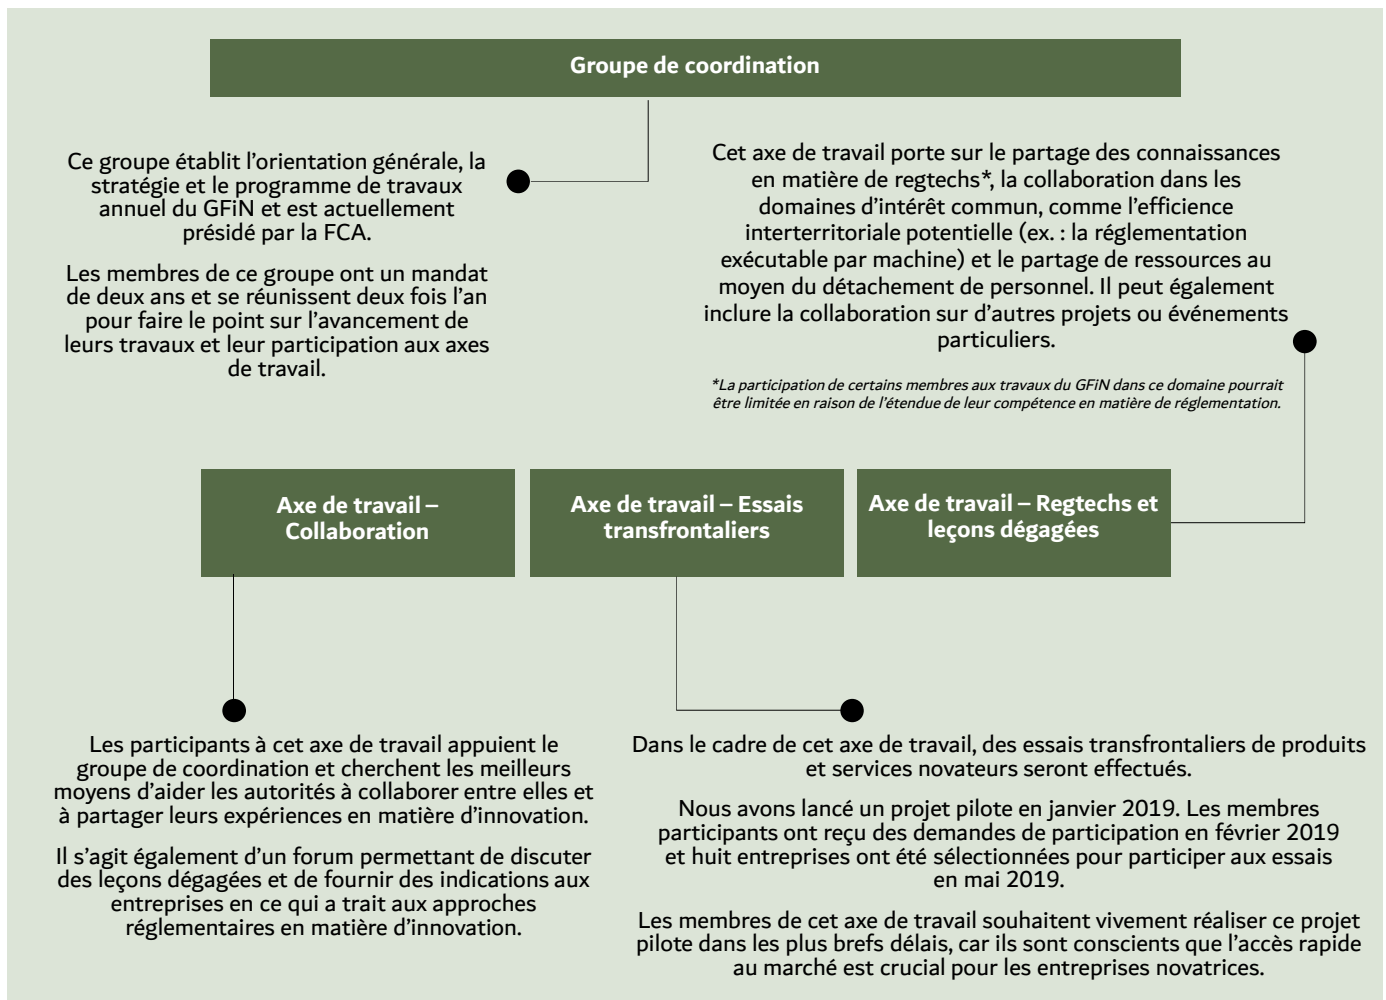 Groupe de coordination
Ce groupe établit l’orientation générale, la
stratégie et le programme de travaux
annuel du GFiN et est actuellement
présidé par la FCA.
Les membres de ce groupe ont un mandat
de deux ans et se réunissent deux fois l’an
pour faire le point sur l’avancement de
leurs travaux et leur participation aux axes
de travail.
Cet axe de travail porte sur le partage des connaissances
en matière de regtechs*, la collaboration dans les
domaines d’intérêt commun, comme l’efficience
interterritoriale potentielle (ex. : la réglementation
exécutable par machine) et le partage de ressources au
moyen du détachement de personnel. Il peut également
inclure la collaboration sur d’autres projets ou événements
particuliers.
*La participation de certains membres aux travaux du GFiN dans ce domaine pourrait
être limitée en raison de l’étendue de leur compétence en matière de réglementation.
Axe de travail –
Collaboration
Axe de travail – Essais
transfrontaliers
Axe de travail – Regtechs et
leçons dégagées
Les participants à cet axe de travail appuient le
groupe de coordination et cherchent les meilleurs
moyens d’aider les autorités à collaborer entre elles et
à partager leurs expériences en matière d’innovation.
Il s’agit également d’un forum permettant de discuter
des leçons dégagées et de fournir des indications aux
entreprises en ce qui a trait aux approches
réglementaires en matière d’innovation.
Dans le cadre de cet axe de travail, des essais transfrontaliers de produits
et services novateurs seront effectués.
Nous avons lancé un projet pilote en janvier 2019. Les membres
participants ont reçu des demandes de participation en février 2019
et huit entreprises ont été sélectionnées pour participer aux essais
en mai 2019.
Les membres de cet axe de travail souhaitent vivement réaliser ce projet
pilote dans les plus brefs délais, car ils sont conscients que l’accès rapide
au marché est crucial pour les entreprises novatrices.